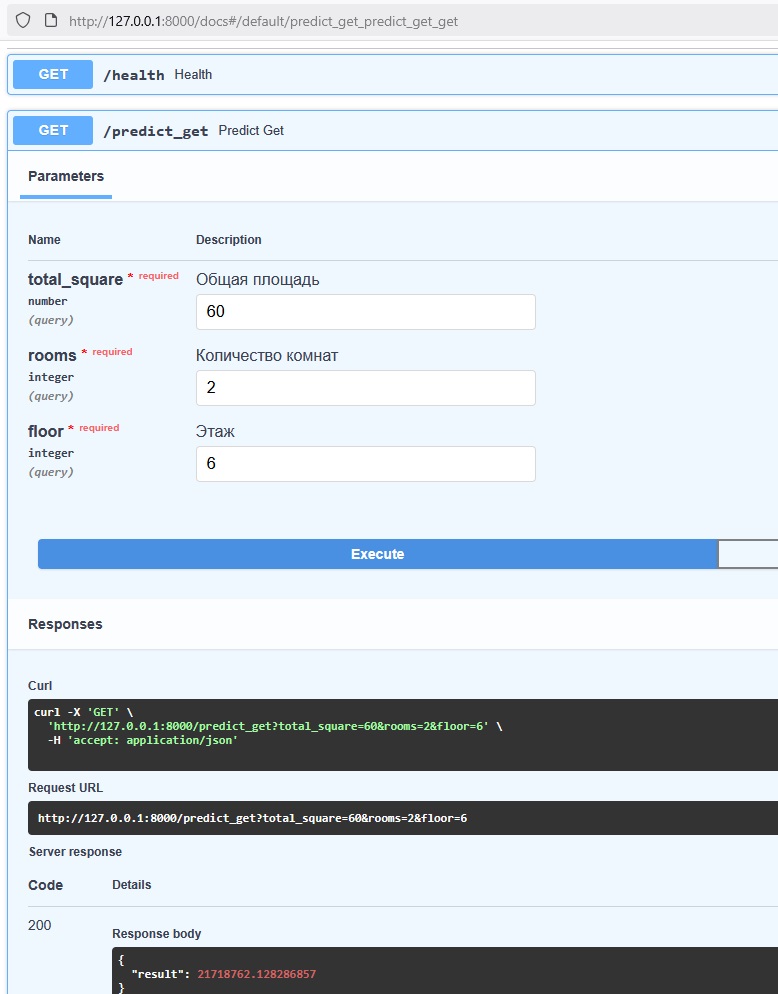 http://127.0.0.1:8000/docs#/default/predict_get_predict_get_get
GET /health Health
GET /predict_get Predict Get
Parameters
Name Description
total_square * required Общая площадь
number
(query)
60
rooms * required Количество комнат
integer
(query)
2
floor * required Этаж
integer
(query)
6
Execute
Responses
Curl
curl -X 'GET' \
'http://127.0.0.1:8000/predict_get?total_square=60&rooms=2&floor=6' \
-H 'accept: application/json'
Request URL
http://127.0.0.1:8000/predict_get?total_square=60&rooms=2&floor=6
Server response
Code Details
200
Response body
{
"result": 21718762.128286857
}